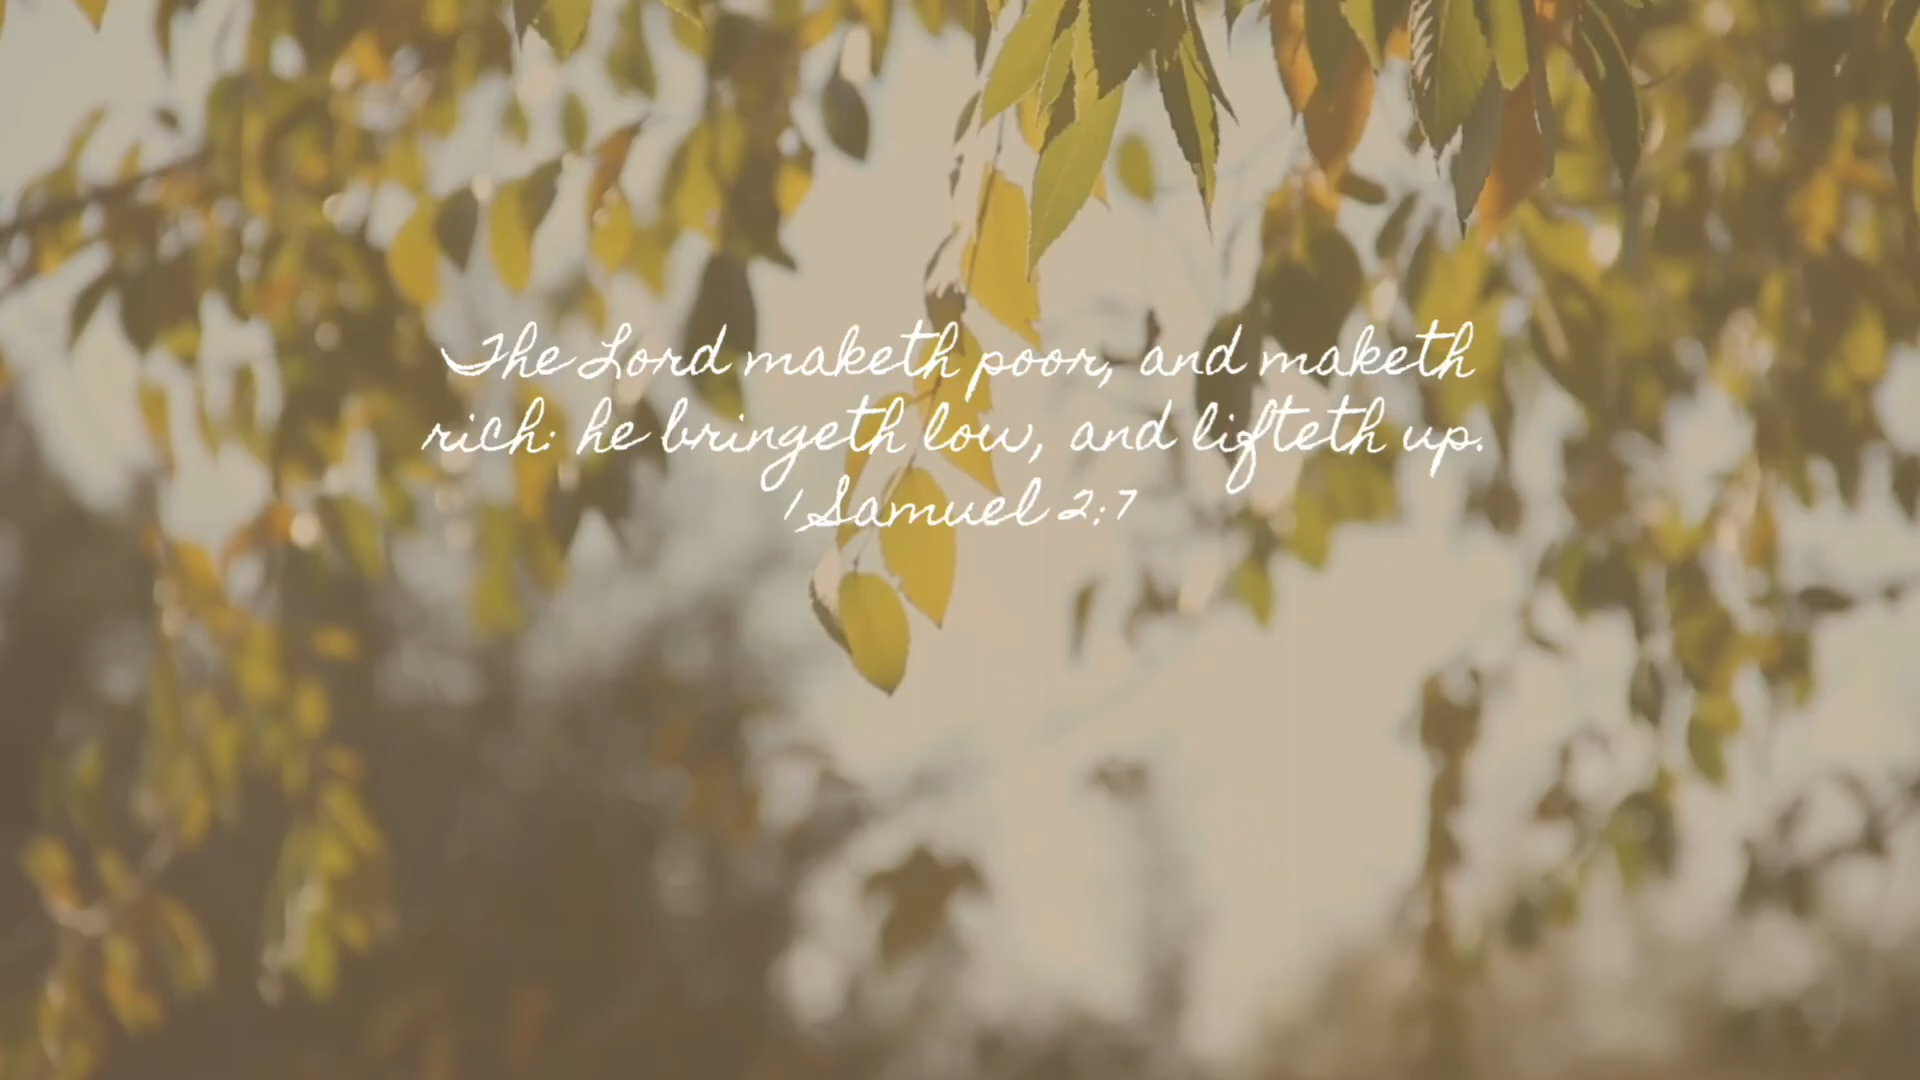 The Lord maketh poor, and maketh
rich: he bringeth low, and lifteth up.
1 Samuel 2:7